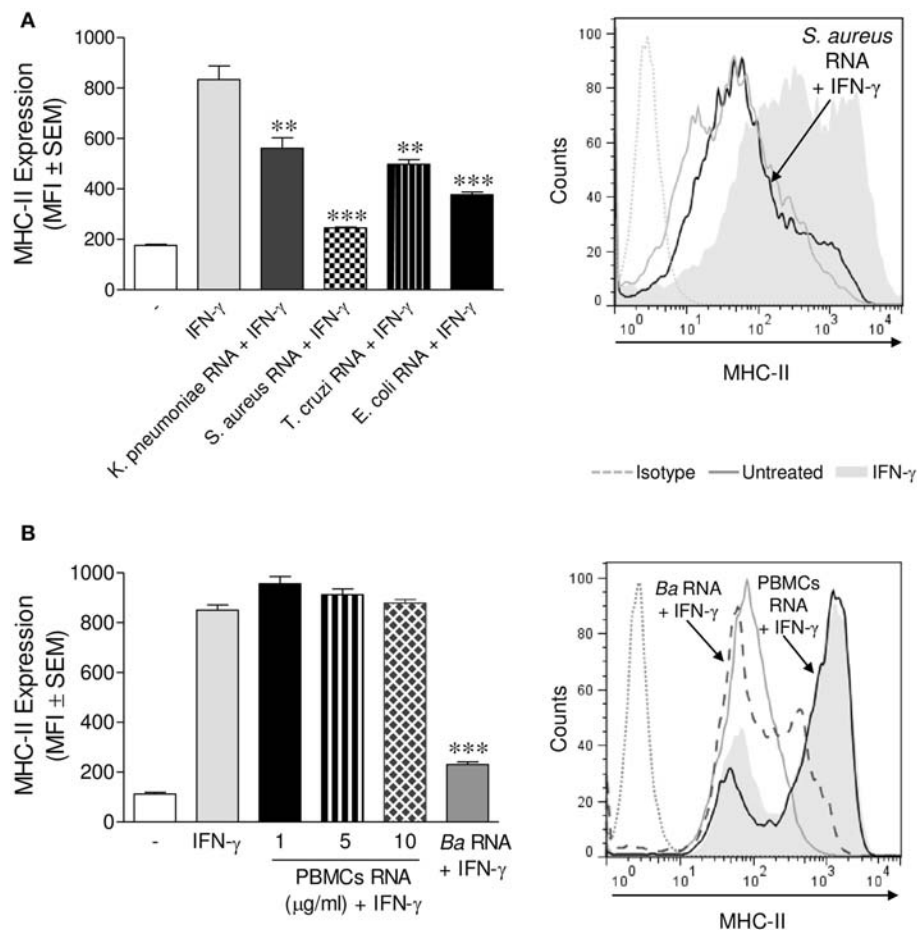 A
MHC-II Expression
(MFI ± SEM)
1000
800
600
400
200
0
**
***
**
***
-
IFN-γ
K. pneumoniae RNA + IFN-γ
S. aureus RNA + IFN-γ
T. cruzi RNA + IFN-γ
E. coli RNA + IFN-γ
Counts
100
80
60
40
20
0
S. aureus
RNA
+ IFN-γ
10⁰ 10¹ 10² 10³ 10⁴
MHC-II
Isotype Untreated IFN-γ
B
MHC-II Expression
(MFI ± SEM)
1000
800
600
400
200
0
***
- IFN-γ 1 5 10 Ba RNA
+ IFN-γ
PBMCs RNA
(μg/ml) + IFN-γ
Counts
100
80
60
40
20
0
Ba RNA
+ IFN-γ
PBMCs
RNA
+ IFN-γ
10⁰ 10¹ 10² 10³ 10⁴
MHC-II